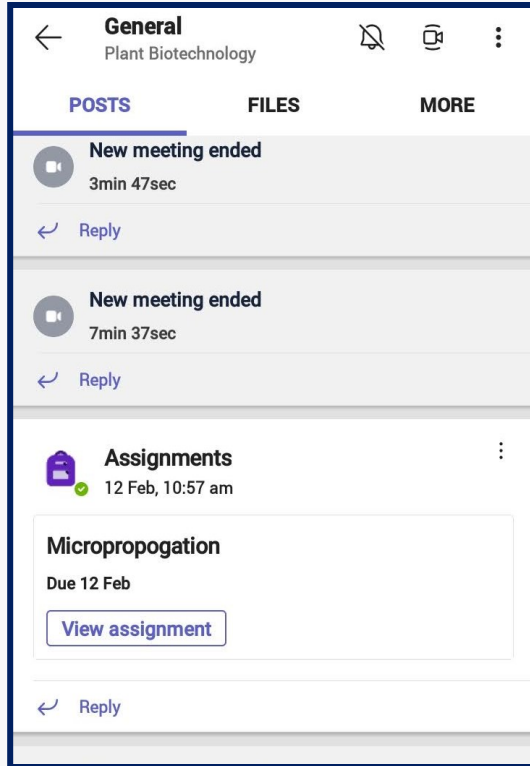 General
Plant Biotechnology
POSTS FILES MORE
New meeting ended
3min 47sec
Reply
New meeting ended
7min 37sec
Reply
Assignments
12 Feb, 10:57 am
Micropropogation
Due 12 Feb
View assignment
Reply